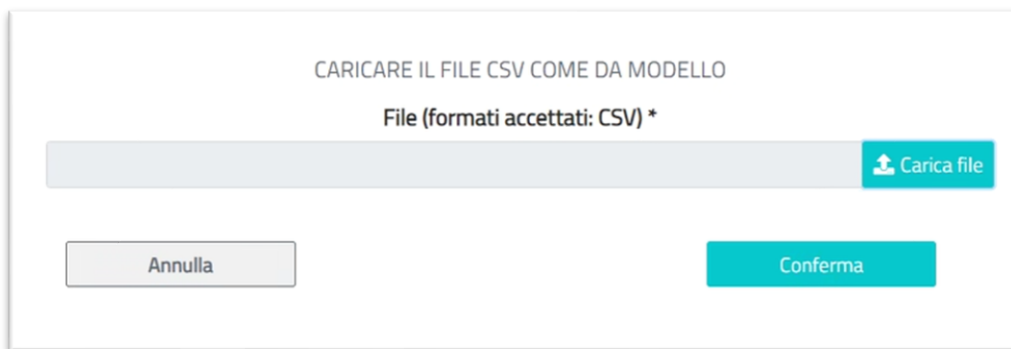 CARICARE IL FILE CSV COME DA MODELLO
File (formati accettati: CSV) *
Carica file
Annulla
Conferma